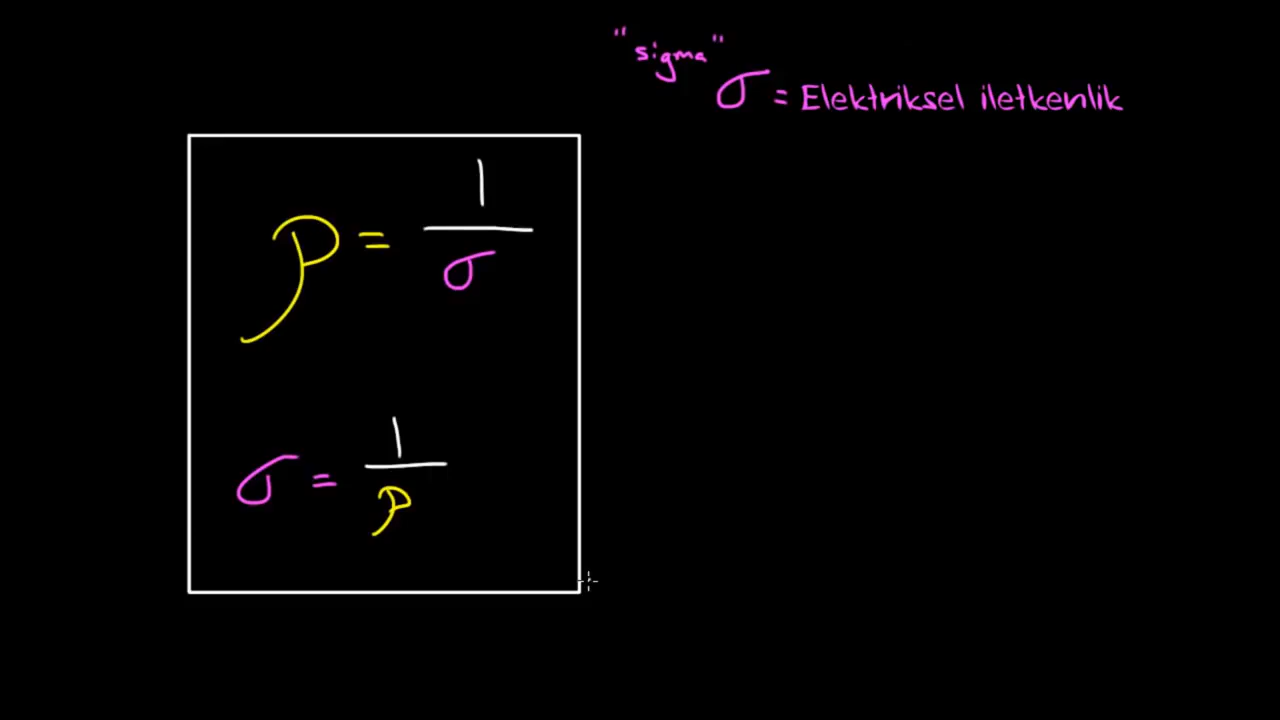 "sigma"
σ = Elektriksel iletkenlik
ρ = 1/σ
σ = 1/ρ